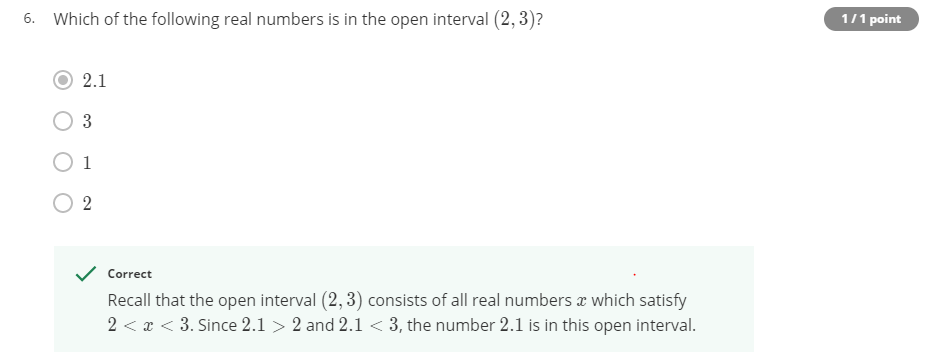 6. Which of the following real numbers is in the open interval (2, 3)?
1 / 1 point
2.1
3
1
2
Correct
Recall that the open interval (2, 3) consists of all real numbers x which satisfy
2 < x < 3. Since 2.1 > 2 and 2.1 < 3, the number 2.1 is in this open interval.